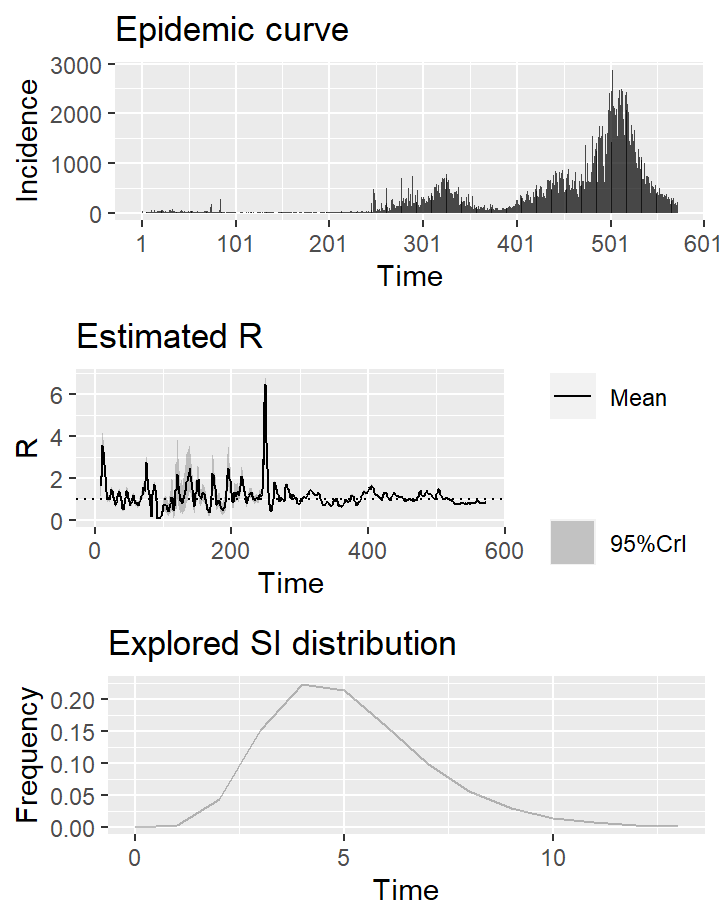 Epidemic curve
3000
2000
1000
0
Incidence
1 101 201 301 401 501 601
Time
Estimated R
6
4
2
0
R
0 200 400 600
Time
Mean
95%CrI
Explored SI distribution
0.20
0.15
0.10
0.05
0.00
Frequency
0 5 10
Time